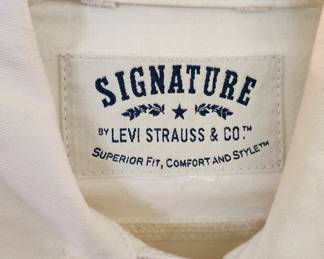 SIGNATURE
BY LEVI STRAUSS & CO.™
SUPERIOR FIT, COMFORT AND STYLE™